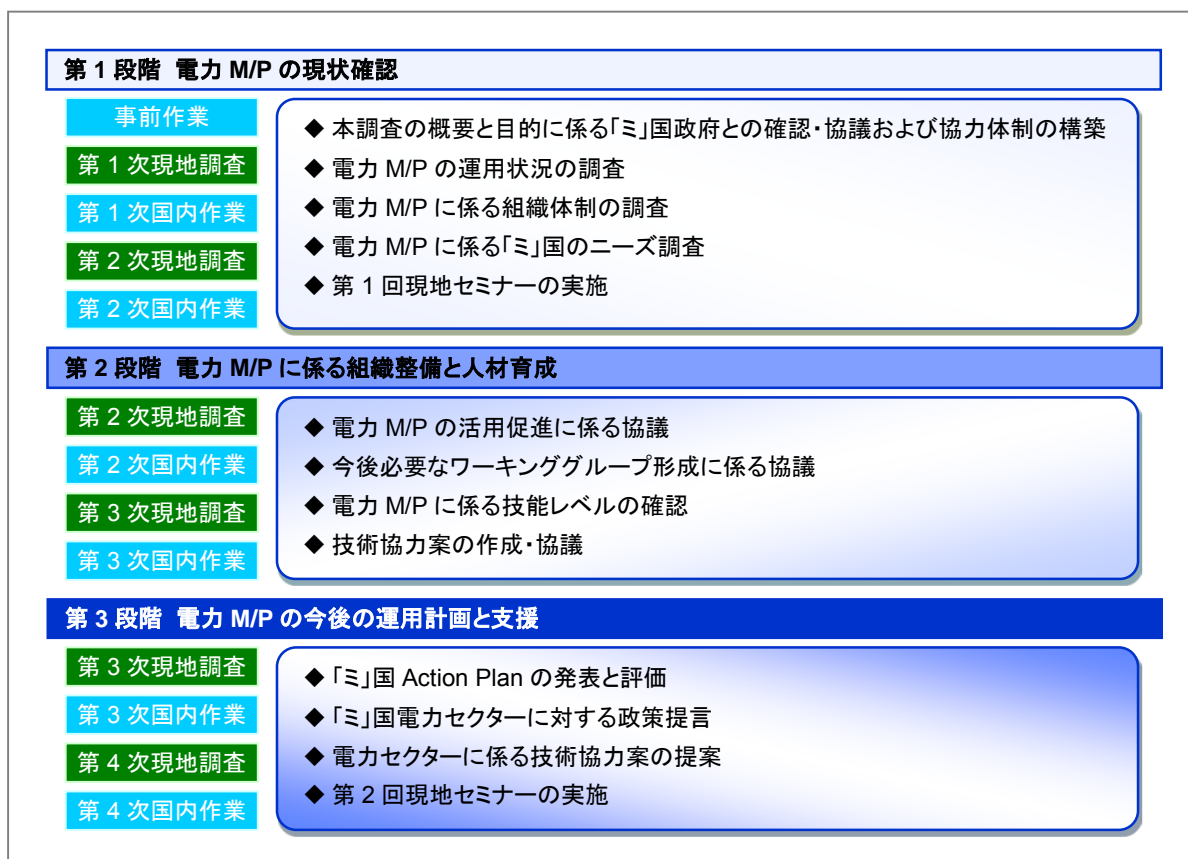 第 1 段階 電力 M/P の現状確認
事前作業
第 1 次現地調査
第 1 次国内作業
第 2 次現地調査
第 2 次国内作業
◆ 本調査の概要と目的に係る「ミ」国政府との確認・協議および協力体制の構築
◆ 電力 M/P の運用状況の調査
◆ 電力 M/P に係る組織体制の調査
◆ 電力 M/P に係る「ミ」国のニーズ調査
◆ 第 1 回現地セミナーの実施
第 2 段階 電力 M/P に係る組織整備と人材育成
第 2 次現地調査
第 2 次国内作業
第 3 次現地調査
第 3 次国内作業
◆ 電力 M/P の活用促進に係る協議
◆ 今後必要なワーキンググループ形成に係る協議
◆ 電力 M/P に係る技能レベルの確認
◆ 技術協力案の作成・協議
第 3 段階 電力 M/P の今後の運用計画と支援
第 3 次現地調査
第 3 次国内作業
第 4 次現地調査
第 4 次国内作業
◆ 「ミ」国 Action Plan の発表と評価
◆ 「ミ」国電力セクターに対する政策提言
◆ 電力セクターに係る技術協力案の提案
◆ 第 2 回現地セミナーの実施